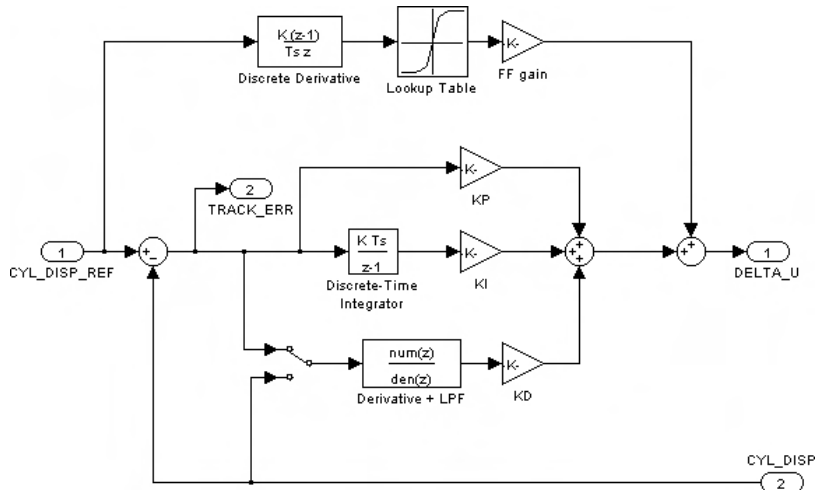 K (z-1)
Ts z
Discrete Derivative
Lookup Table
-K-
FF gain
-K-
KP
2
TRACK_ERR
1
CYL_DISP_REF
+
-
K Ts
z-1
Discrete-Time
Integrator
-K-
KI
+
+
+
+
+
1
DELTA_U
num(z)
den(z)
Derivative + LPF
-K-
KD
CYL_DISP
2